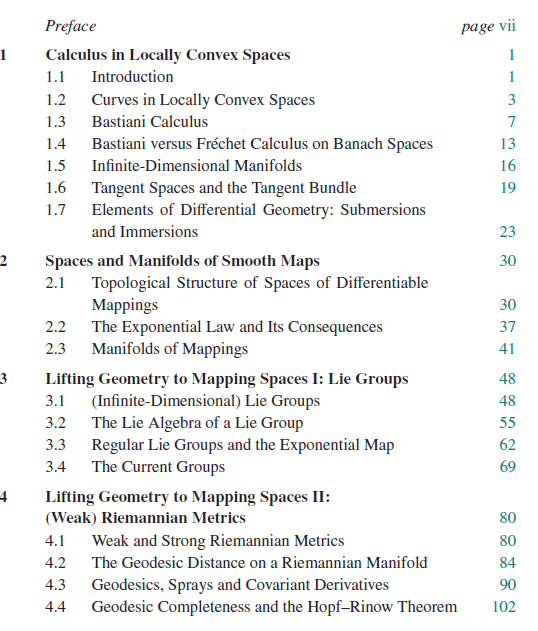 Preface page vii
1 Calculus in Locally Convex Spaces 1
1.1 Introduction 1
1.2 Curves in Locally Convex Spaces 3
1.3 Bastiani Calculus 7
1.4 Bastiani versus Fréchet Calculus on Banach Spaces 13
1.5 Infinite-Dimensional Manifolds 16
1.6 Tangent Spaces and the Tangent Bundle 19
1.7 Elements of Differential Geometry: Submersions
and Immersions 23
2 Spaces and Manifolds of Smooth Maps 30
2.1 Topological Structure of Spaces of Differentiable
Mappings 30
2.2 The Exponential Law and Its Consequences 37
2.3 Manifolds of Mappings 41
3 Lifting Geometry to Mapping Spaces I: Lie Groups 48
3.1 (Infinite-Dimensional) Lie Groups 48
3.2 The Lie Algebra of a Lie Group 55
3.3 Regular Lie Groups and the Exponential Map 62
3.4 The Current Groups 69
4 Lifting Geometry to Mapping Spaces II:
(Weak) Riemannian Metrics 80
4.1 Weak and Strong Riemannian Metrics 80
4.2 The Geodesic Distance on a Riemannian Manifold 84
4.3 Geodesics, Sprays and Covariant Derivatives 90
4.4 Geodesic Completeness and the Hopf–Rinow Theorem 102